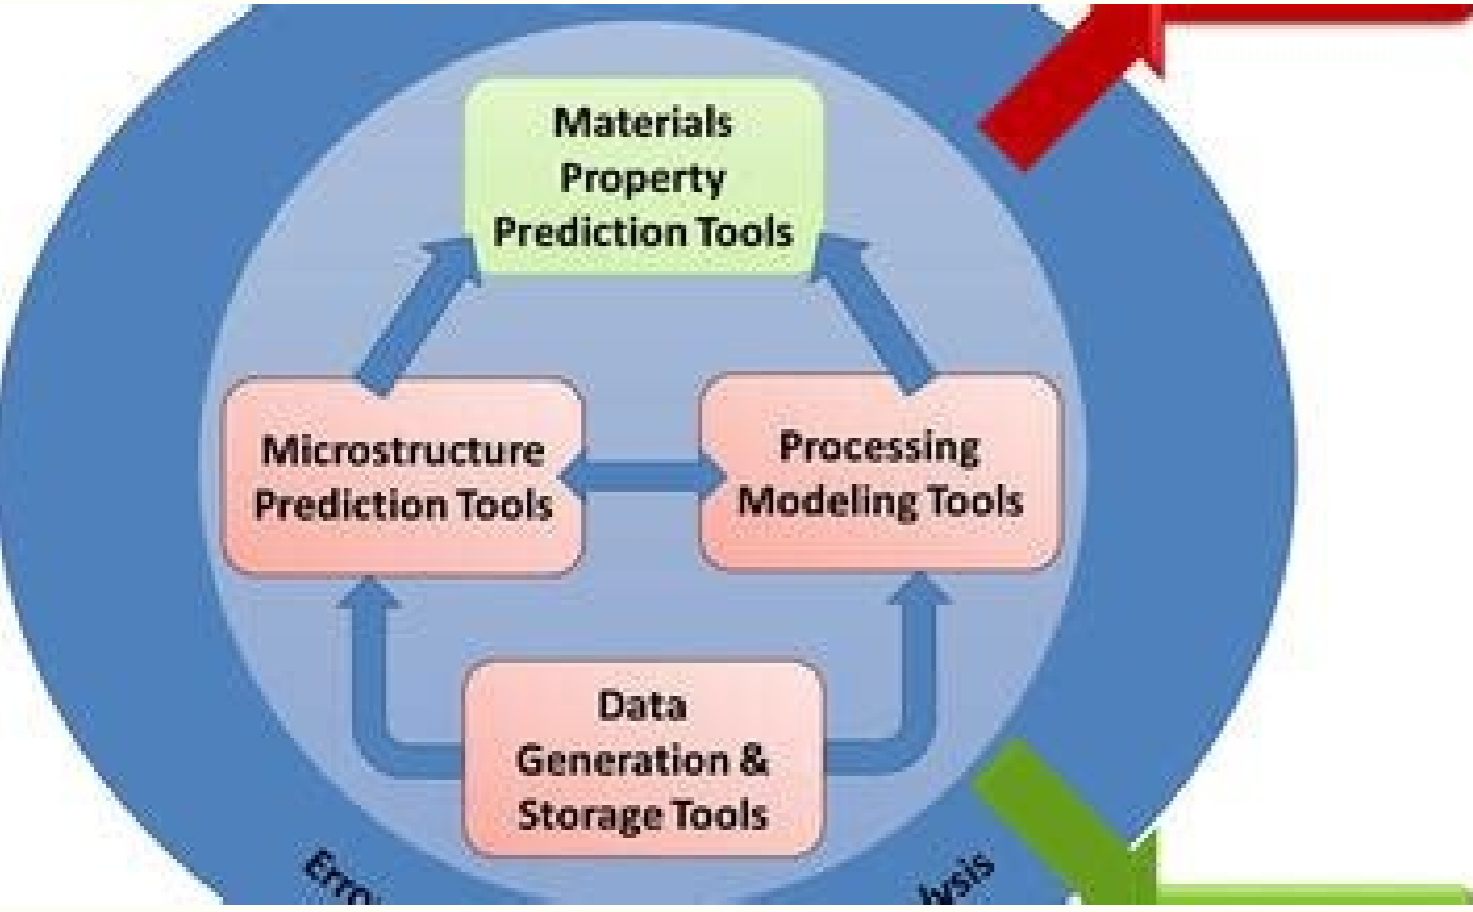 Materials
Property
Prediction Tools
Microstructure
Prediction Tools
Processing
Modeling Tools
Data
Generation &
Storage Tools